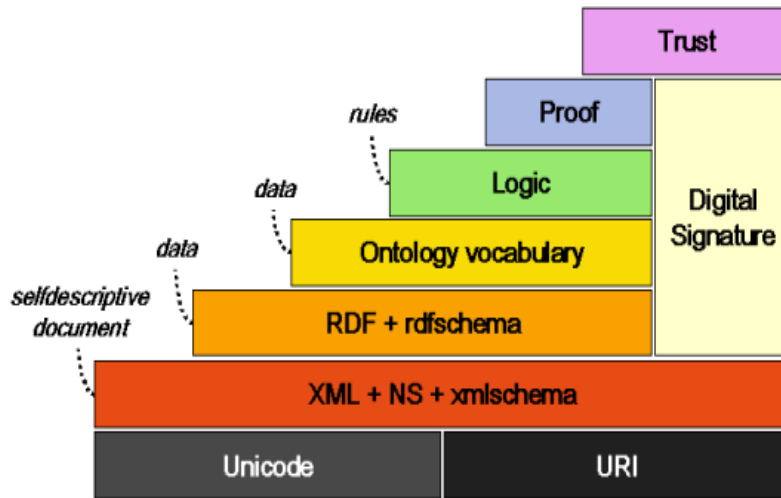 Trust
Proof
rules
Logic
Digital
Signature
data
Ontology vocabulary
data
RDF + rdfschema
selfdescriptive
document
XML + NS + xmlschema
Unicode
URI